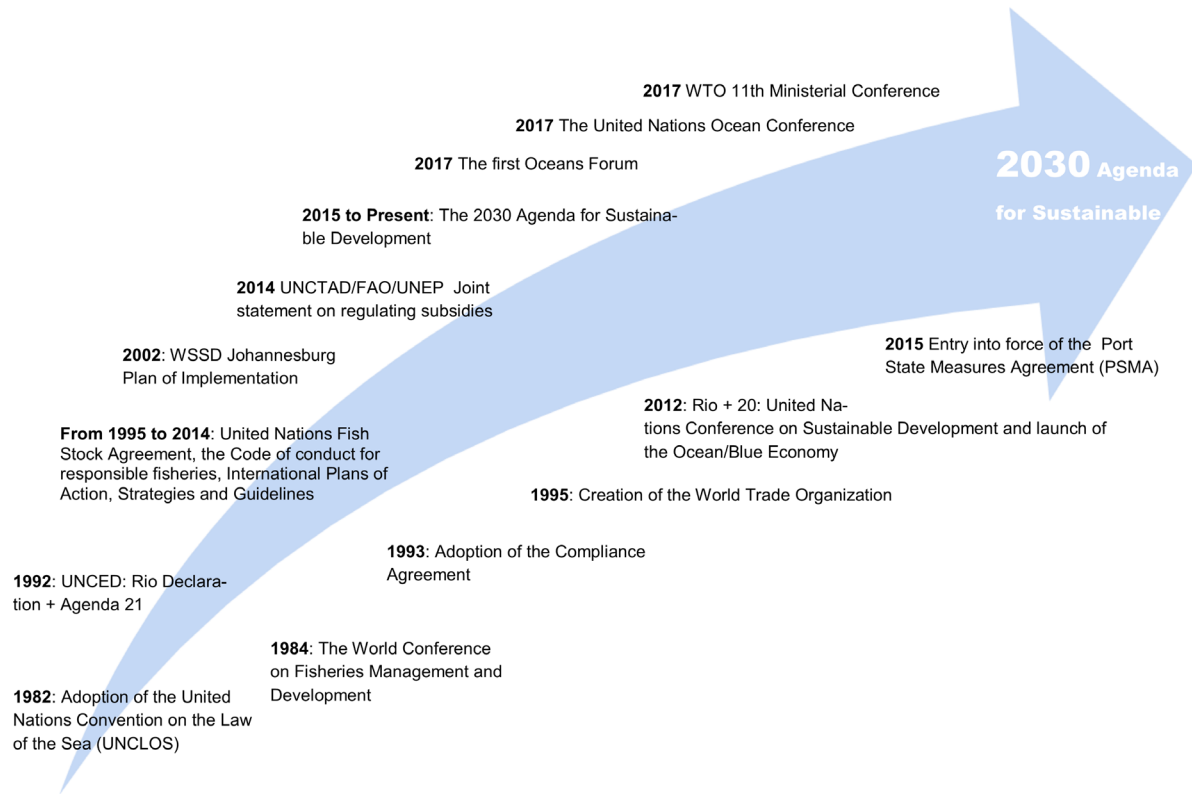 2017 WTO 11th Ministerial Conference
2017 The United Nations Ocean Conference
2017 The first Oceans Forum
2030 Agenda
for Sustainable
2015 to Present: The 2030 Agenda for Sustaina-
ble Development
2014 UNCTAD/FAO/UNEP Joint
statement on regulating subsidies
2002: WSSD Johannesburg
Plan of Implementation
2015 Entry into force of the Port
State Measures Agreement (PSMA)
2012: Rio + 20: United Na-
tions Conference on Sustainable Development and launch of
the Ocean/Blue Economy
From 1995 to 2014: United Nations Fish
Stock Agreement, the Code of conduct for
responsible fisheries, International Plans of
Action, Strategies and Guidelines
1995: Creation of the World Trade Organization
1993: Adoption of the Compliance
Agreement
1992: UNCED: Rio Declara-
tion + Agenda 21
1984: The World Conference
on Fisheries Management and
Development
1982: Adoption of the United
Nations Convention on the Law
of the Sea (UNCLOS)